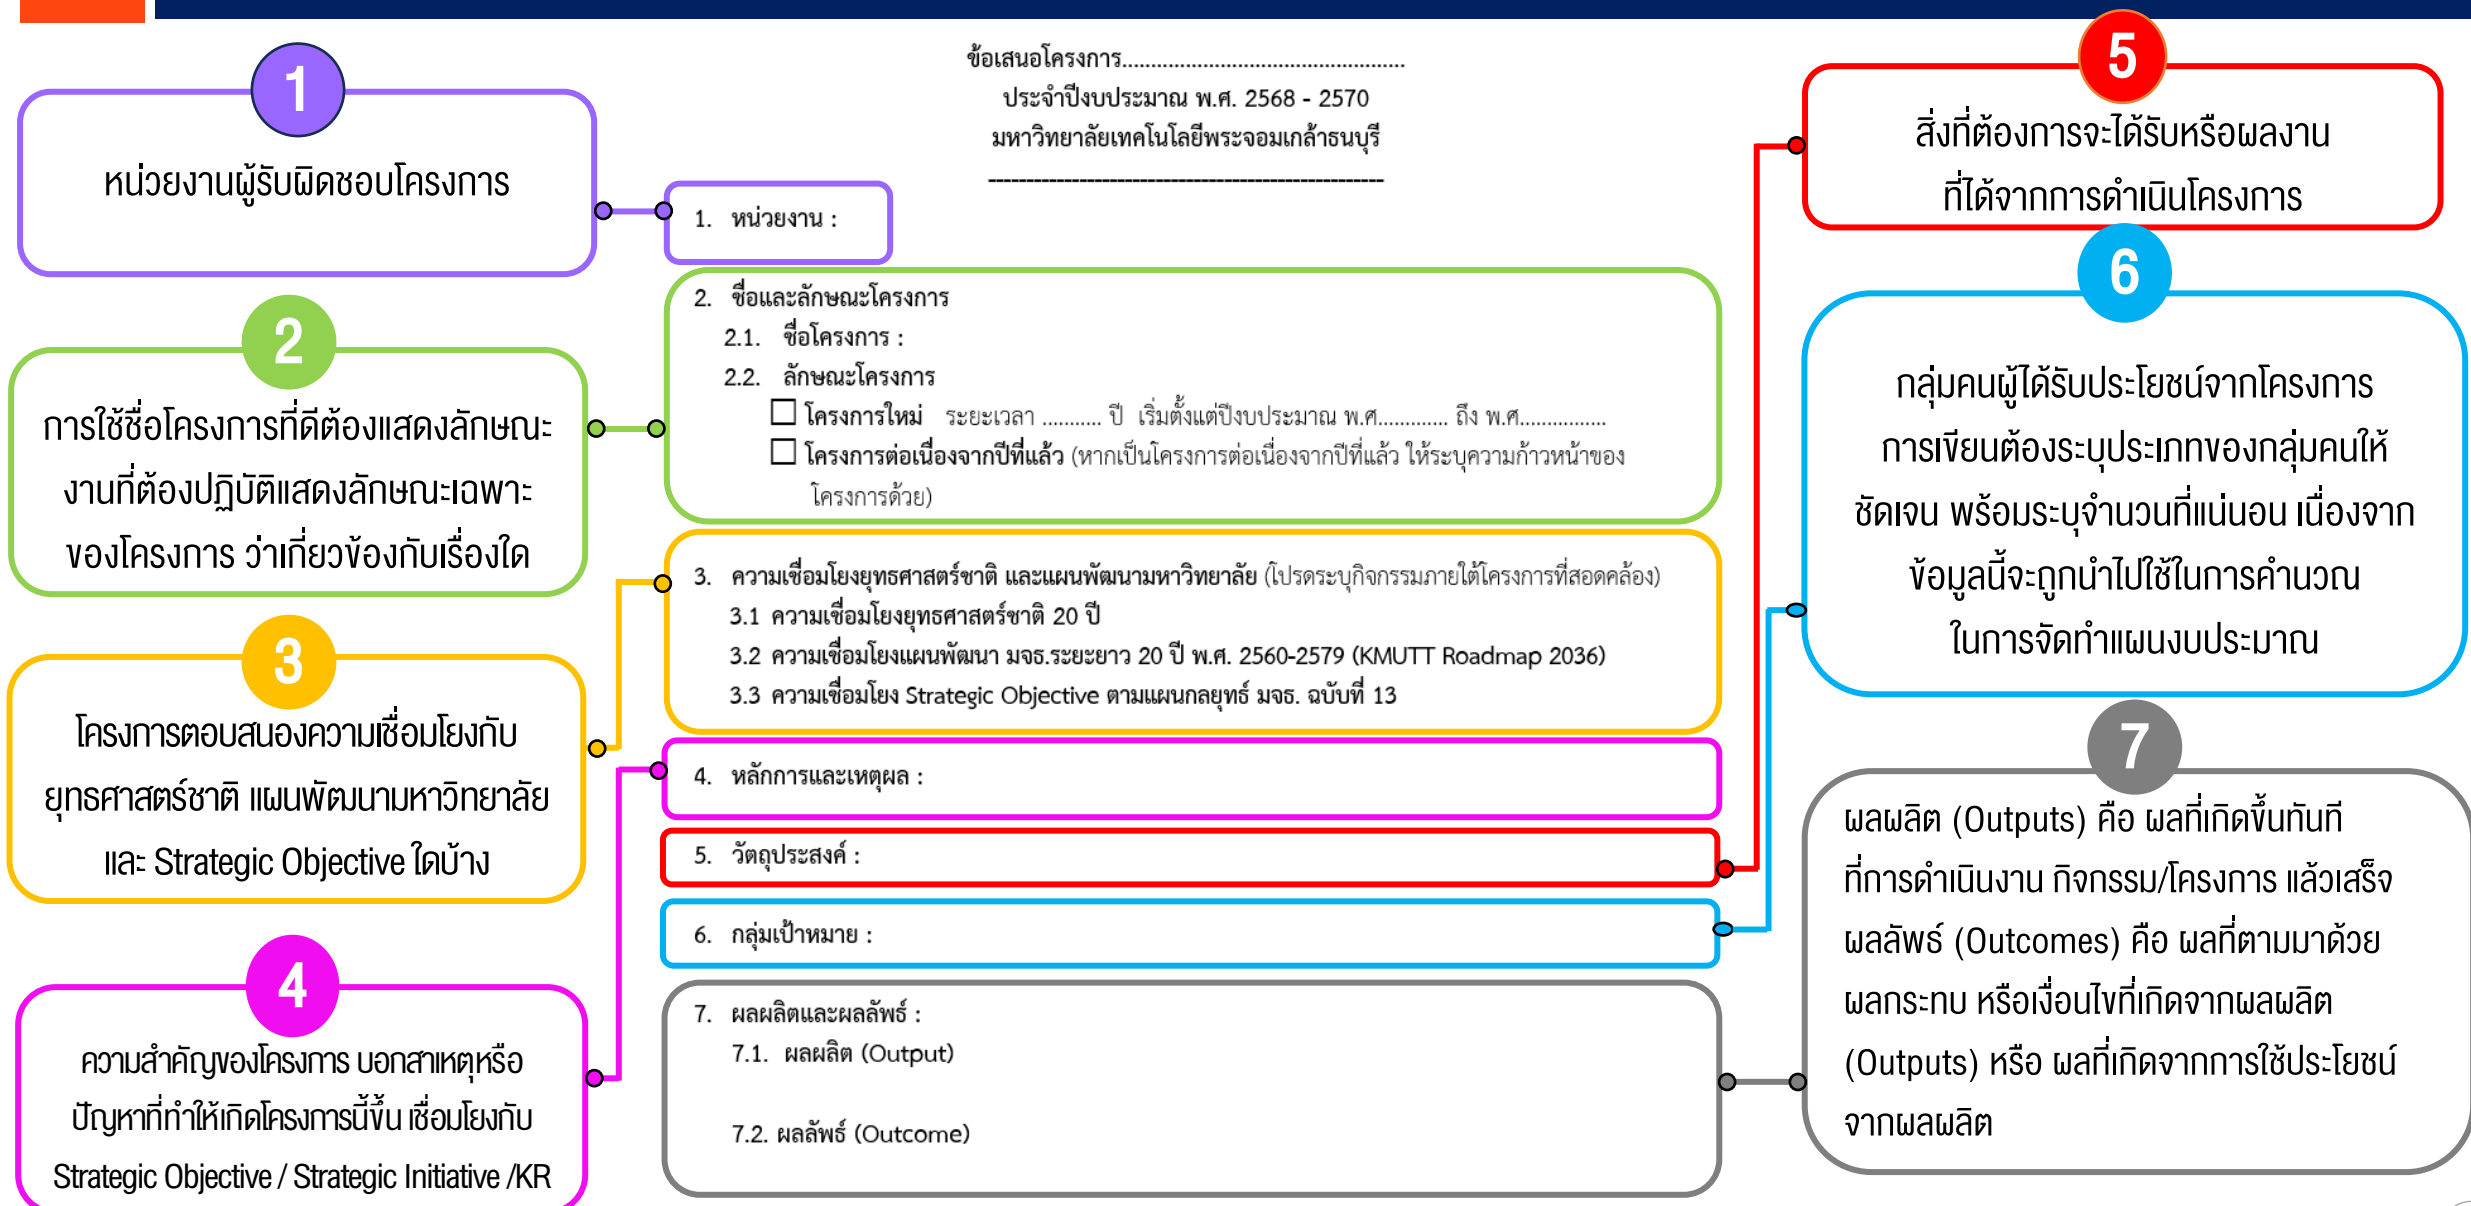 1
หน่วยงานผู้รับผิดชอบโครงการ
2
การใช้ชื่อโครงการที่ดีต้องแสดงลักษณะ
งานที่ต้องปฏิบัติแสดงลักษณะเฉพาะ
ของโครงการ ว่าเกี่ยวข้องกับเรื่องใด
3
โครงการตอบสนองความเชื่อมโยงกับ
ยุทธศาสตร์ชาติ แผนพัฒนามหาวิทยาลัย
และ Strategic Objective ใดบ้าง
4
ความสำคัญของโครงการ บอกสาเหตุหรือ
ปัญหาที่ทำให้เกิดโครงการนี้ขึ้น เชื่อมโยงกับ
Strategic Objective / Strategic Initiative /KR
ข้อเสนอโครงการ.................................................
ประจำปีงบประมาณ พ.ศ. 2568 - 2570
มหาวิทยาลัยเทคโนโลยีพระจอมเกล้าธนบุรี
----------------------------------------------------
1. หน่วยงาน :
2. ชื่อและลักษณะโครงการ
2.1. ชื่อโครงการ :
2.2. ลักษณะโครงการ
☐ โครงการใหม่ ระยะเวลา ........... ปี เริ่มตั้งแต่ปีงบประมาณ พ.ศ............. ถึง พ.ศ................
☐ โครงการต่อเนื่องจากปีที่แล้ว (หากเป็นโครงการต่อเนื่องจากปีที่แล้ว ให้ระบุความก้าวหน้าของ
โครงการด้วย)
3. ความเชื่อมโยงยุทธศาสตร์ชาติ และแผนพัฒนามหาวิทยาลัย (โปรดระบุกิจกรรมภายใต้โครงการที่สอดคล้อง)
3.1 ความเชื่อมโยงยุทธศาสตร์ชาติ 20 ปี
3.2 ความเชื่อมโยงแผนพัฒนา มจธ.ระยะยาว 20 ปี พ.ศ. 2560-2579 (KMUTT Roadmap 2036)
3.3 ความเชื่อมโยง Strategic Objective ตามแผนกลยุทธ์ มจธ. ฉบับที่ 13
4. หลักการและเหตุผล :
5. วัตถุประสงค์ :
6. กลุ่มเป้าหมาย :
7. ผลผลิตและผลลัพธ์ :
7.1. ผลผลิต (Output)
7.2. ผลลัพธ์ (Outcome)
5
สิ่งที่ต้องการจะได้รับหรือผลงาน
ที่ได้จากการดำเนินโครงการ
6
กลุ่มคนผู้ได้รับประโยชน์จากโครงการ
การเขียนต้องระบุประเภทของกลุ่มคนให้
ชัดเจน พร้อมระบุจำนวนที่แน่นอน เนื่องจาก
ข้อมูลนี้จะถูกนำไปใช้ในการคำนวณ
ในการจัดทำแผนงบประมาณ
7
ผลผลิต (Outputs) คือ ผลที่เกิดขึ้นทันที
ที่การดำเนินงาน กิจกรรม/โครงการ แล้วเสร็จ
ผลลัพธ์ (Outcomes) คือ ผลที่ตามมาด้วย
ผลกระทบ หรือเงื่อนไขที่เกิดจากผลผลิต
(Outputs) หรือ ผลที่เกิดจากการใช้ประโยชน์
จากผลผลิต